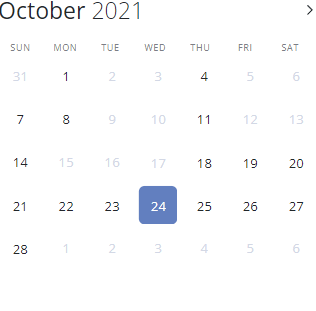 October 2021
SUN MON TUE WED THU FRI SAT
31 1 2 3 4 5 6
7 8 9 10 11 12 13
14 15 16 17 18 19 20
21 22 23 24 25 26 27
28 1 2 3 4 5 6